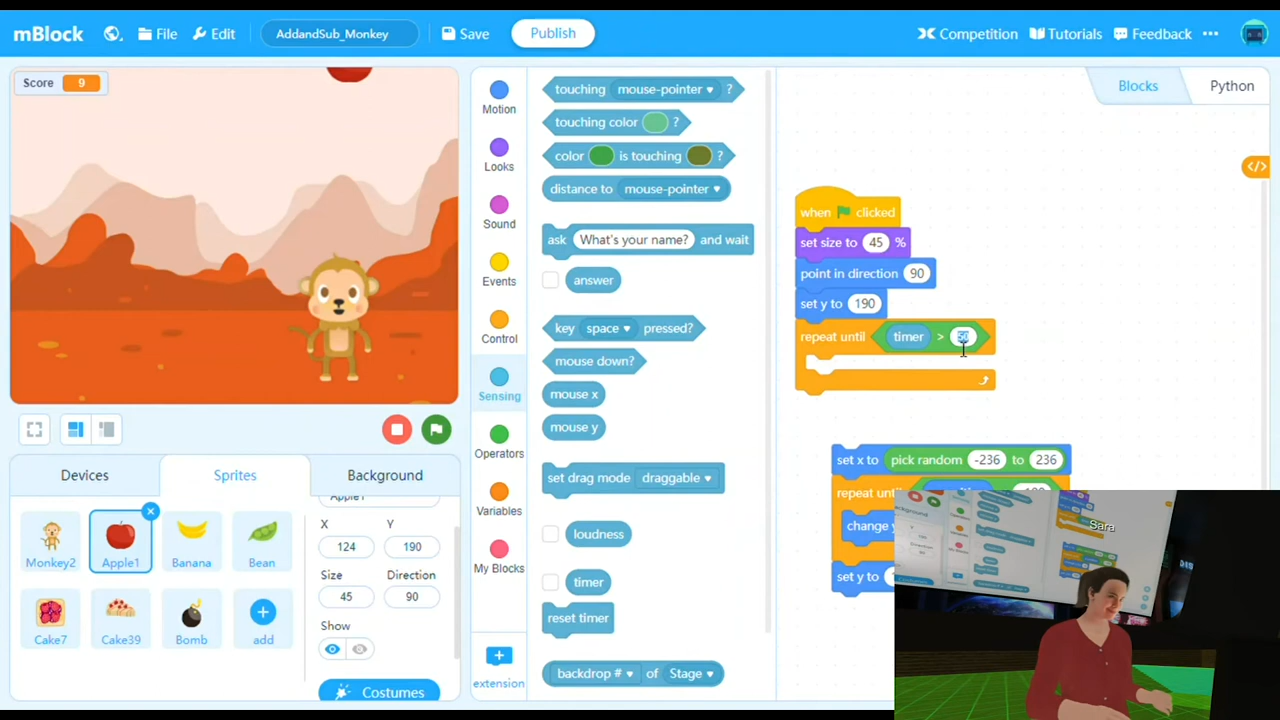 mBlock File Edit AddandSub_Monkey Save Publish Competition Tutorials Feedback
Score 9
Motion
Looks
Sound
Events
Control
Sensing
Operators
Variables
My Blocks
extension
touching mouse-pointer ?
touching color ?
color is touching ?
distance to mouse-pointer
ask What's your name? and wait
answer
key space pressed?
mouse down?
mouse x
mouse y
set drag mode draggable
loudness
timer
reset timer
backdrop # of Stage
Blocks Python
</>
when clicked
set size to 45 %
point in direction 90
set y to 190
repeat until timer >
set x to pick random -236 to 236
repeat until
change y
set y to
Devices Sprites Background
Monkey2 Apple1 Banana Bean
Cake7 Cake39 Bomb add
Apple1
X Y
124 190
Size Direction
45 90
Show
Costumes
Sara